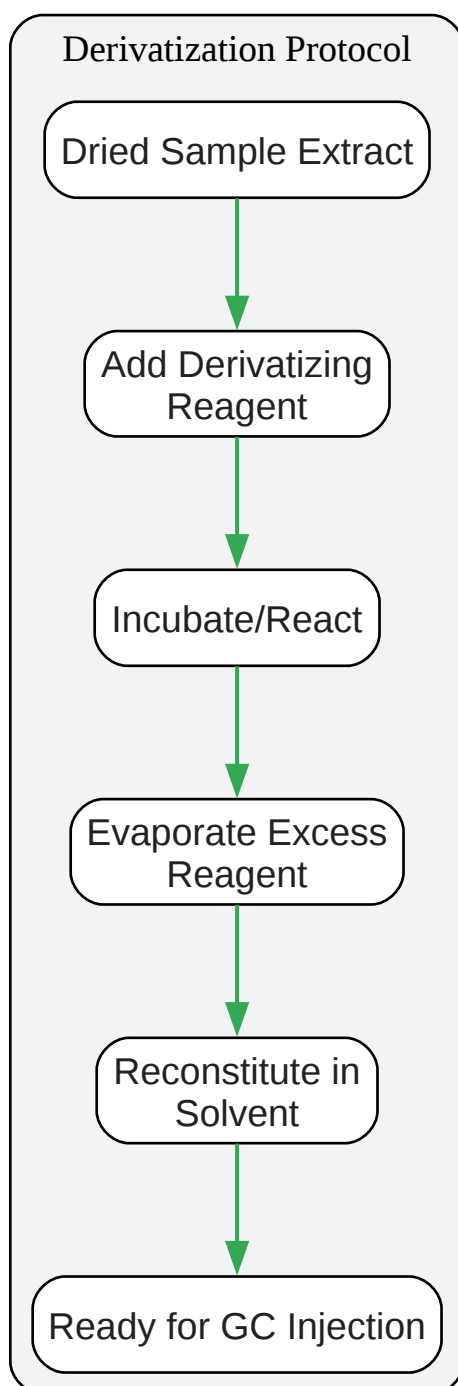 Derivatization Protocol
Dried Sample Extract
Add Derivatizing
Reagent
Incubate/React
Evaporate Excess
Reagent
Reconstitute in
Solvent
Ready for GC Injection